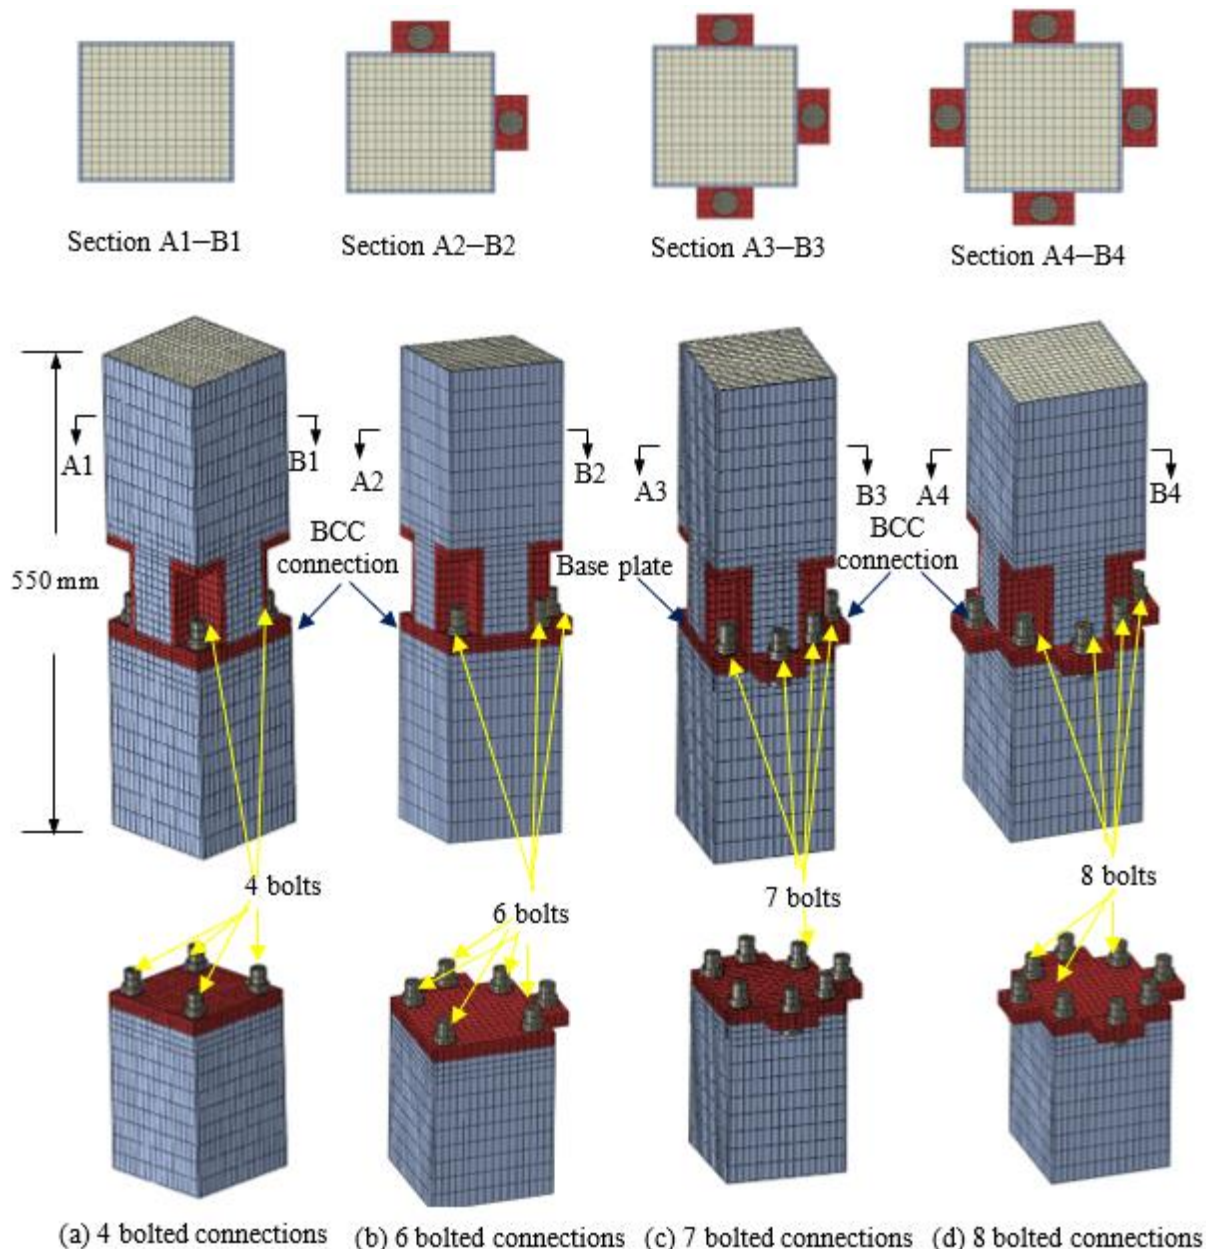 Section A1–B1
Section A2–B2
Section A3–B3
Section A4–B4
A1
B1
A2
B2
A3
B3
A4
B4
BCC
connection
BCC
connection
Base plate
550 mm
4 bolts
6 bolts
7 bolts
8 bolts
(a) 4 bolted connections
(b) 6 bolted connections
(c) 7 bolted connections
(d) 8 bolted connections